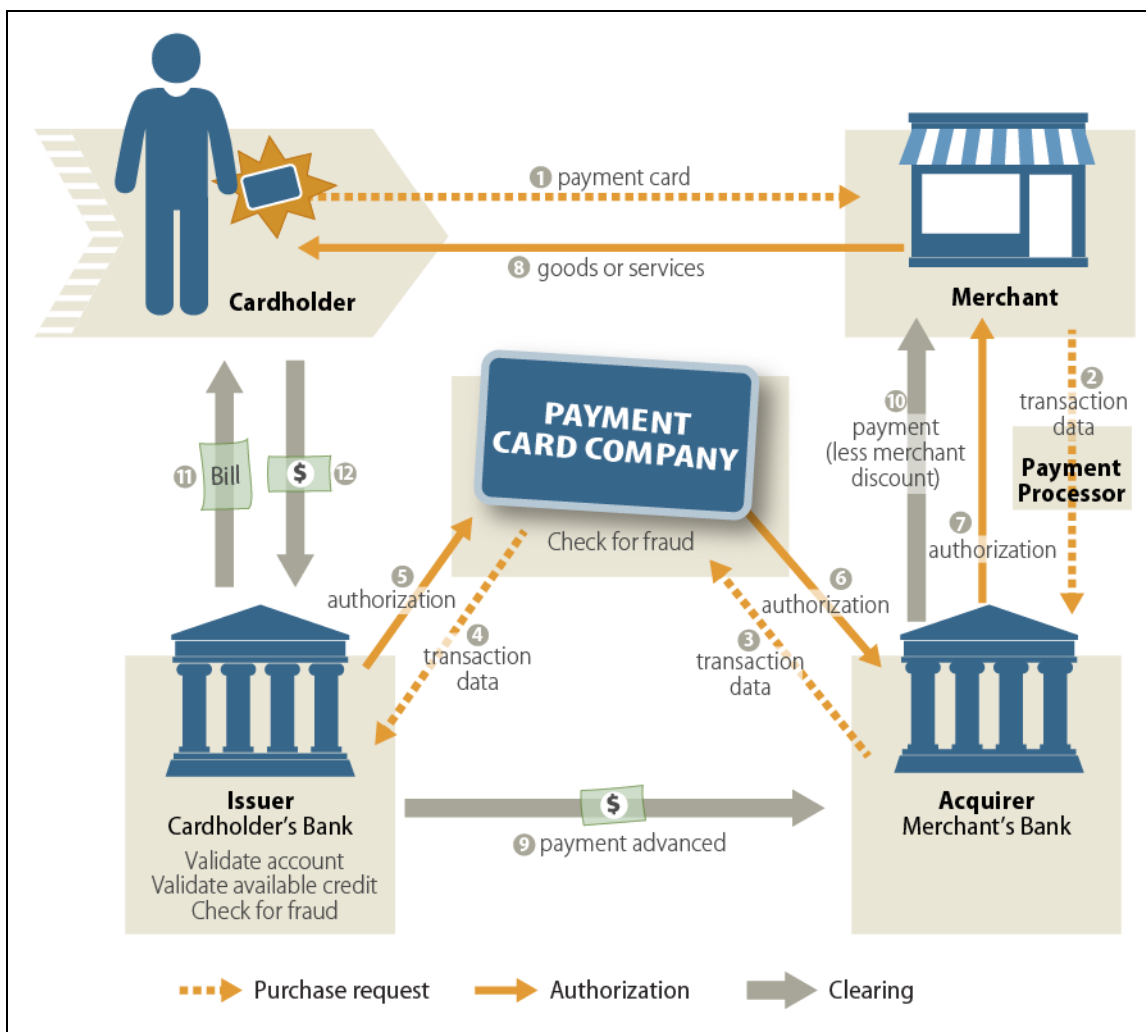 1 payment card
8 goods or services
Cardholder
Merchant
PAYMENT
CARD COMPANY
Check for fraud
2
transaction
data
Payment
Processor
10
payment
(less merchant
discount)
7
authorization
11 Bill
$ 12
5
authorization
4
transaction
data
6
authorization
3
transaction
data
Issuer
Cardholder's Bank
Validate account
Validate available credit
Check for fraud
$
9 payment advanced
Acquirer
Merchant's Bank
Purchase request
Authorization
Clearing